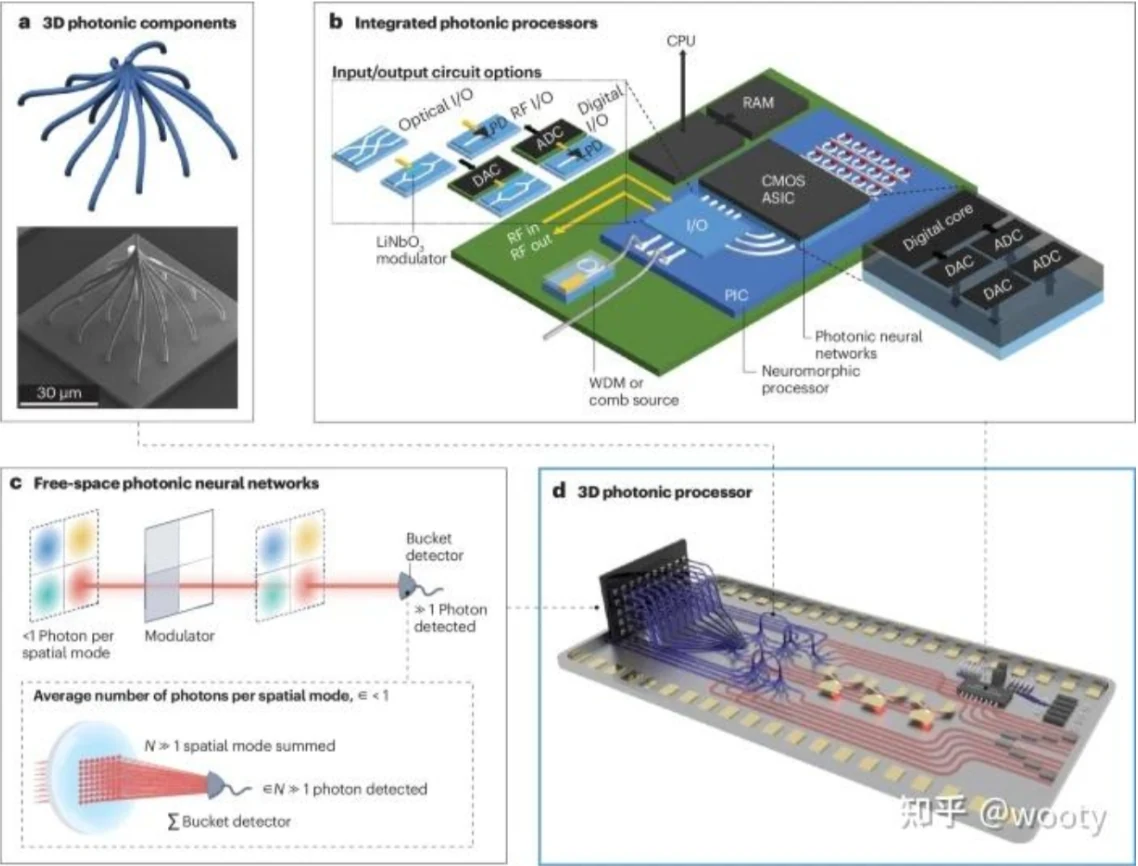 a 3D photonic components
30 μm
b Integrated photonic processors
Input/output circuit options
Optical I/O
RF I/O
Digital
I/O
PD
ADC
PD
DAC
LiNbO₃
modulator
CPU
RAM
CMOS
ASIC
I/O
RF in
RF out
PIC
WDM or
comb source
Photonic neural
networks
Neuromorphic
processor
Digital core
ADC
DAC
ADC
DAC
c Free-space photonic neural networks
Bucket
detector
≫ 1 Photon
detected
<1 Photon per
spatial mode
Modulator
Average number of photons per spatial mode, ∈ < 1
N ≫ 1 spatial mode summed
∈N ≫ 1 photon detected
∑ Bucket detector
d 3D photonic processor
知乎 @wooty